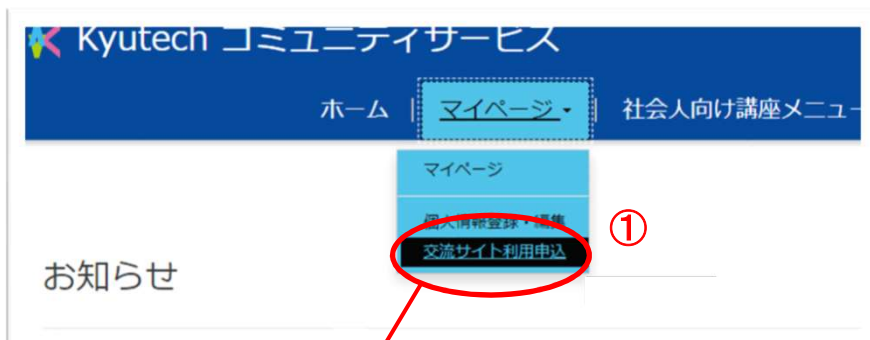 Kyutech コミュニティサービス
ホーム | マイページ | 社会人向け講座メニュー
マイページ
個人情報登録・編集
①
交流サイト利用申込
お知らせ